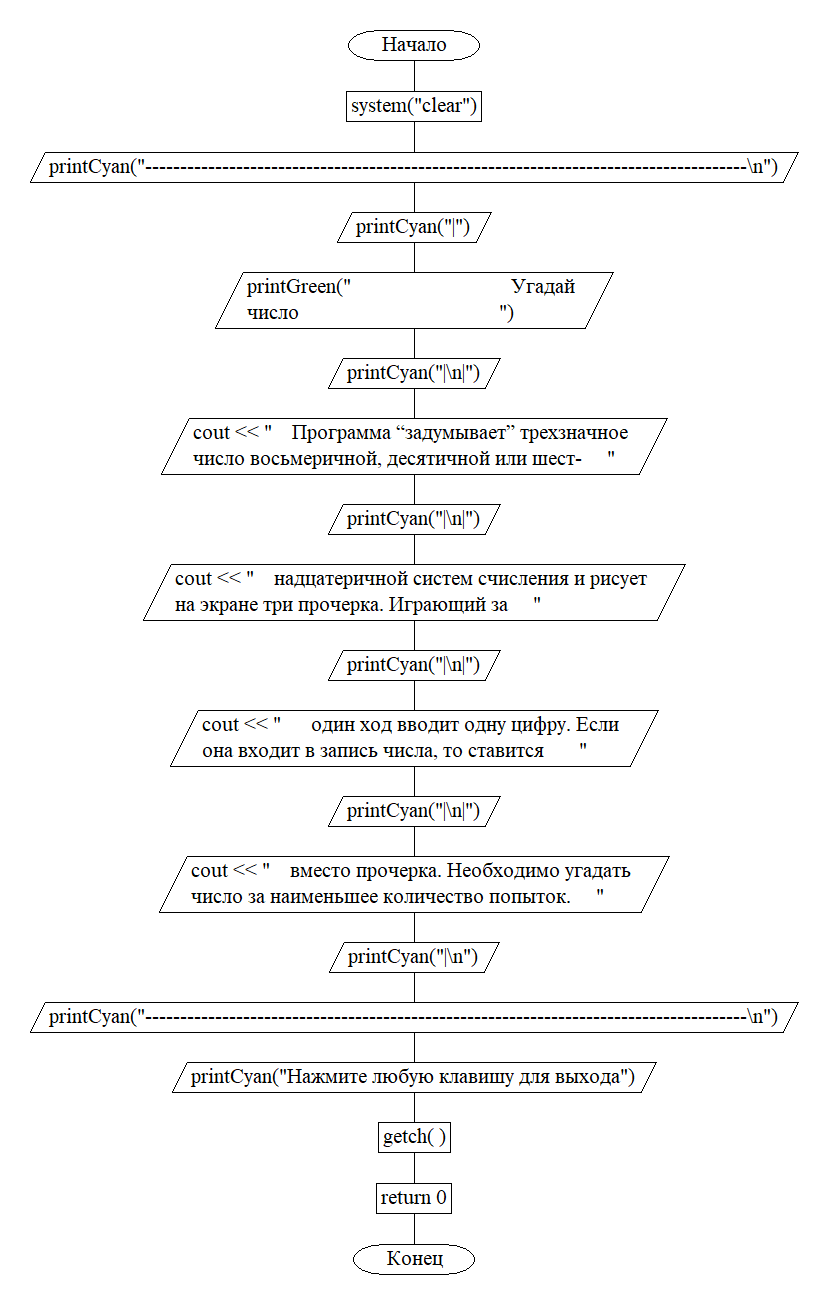 Начало
system("clear")
printCyan("--------------------------------------------------------------------------------------\n")
printCyan("|")
printGreen("                                Угадай
число                                        ")
printCyan("|\n|")
cout << "    Программа “задумывает” трехзначное
число восьмеричной, десятичной или шест-     "
printCyan("|\n|")
cout << "    надцатеричной систем счисления и рисует
на экране три прочерка. Играющий за     "
printCyan("|\n|")
cout << "      один ход вводит одну цифру. Если
она входит в запись числа, то ставится       "
printCyan("|\n|")
cout << "    вместо прочерка. Необходимо угадать
число за наименьшее количество попыток.     "
printCyan("|\n")
printCyan("--------------------------------------------------------------------------------------\n")
printCyan("Нажмите любую клавишу для выхода")
getch( )
return 0
Конец